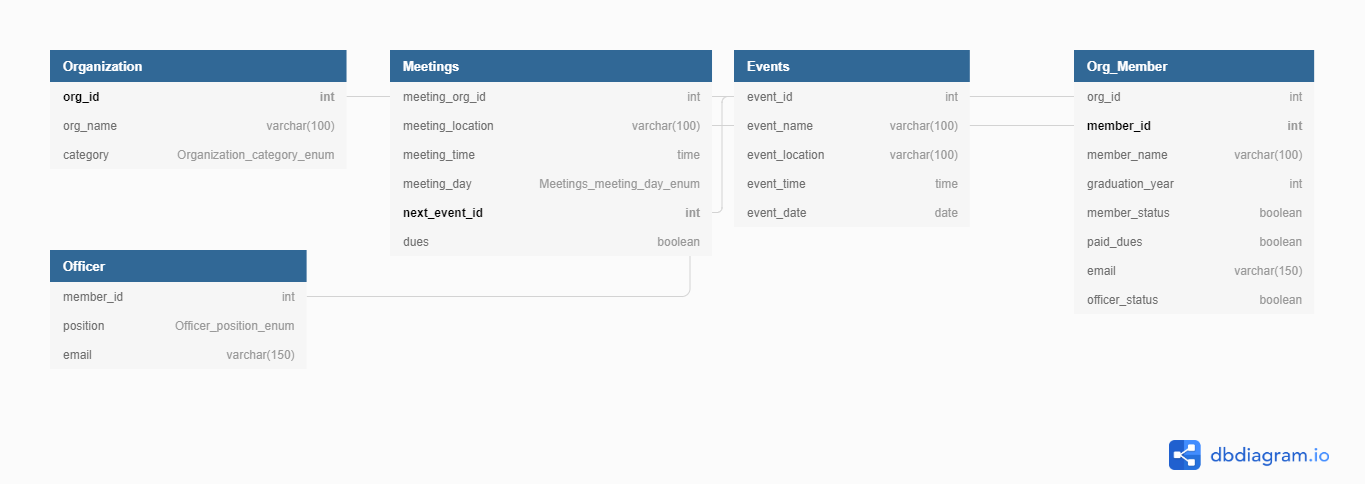 Organization
org_id int
org_name varchar(100)
category Organization_category_enum
Meetings
meeting_org_id int
meeting_location varchar(100)
meeting_time time
meeting_day Meetings_meeting_day_enum
next_event_id int
dues boolean
Events
event_id int
event_name varchar(100)
event_location varchar(100)
event_time time
event_date date
Org_Member
org_id int
member_id int
member_name varchar(100)
graduation_year int
member_status boolean
paid_dues boolean
email varchar(150)
officer_status boolean
Officer
member_id int
position Officer_position_enum
email varchar(150)
dbdiagram.io